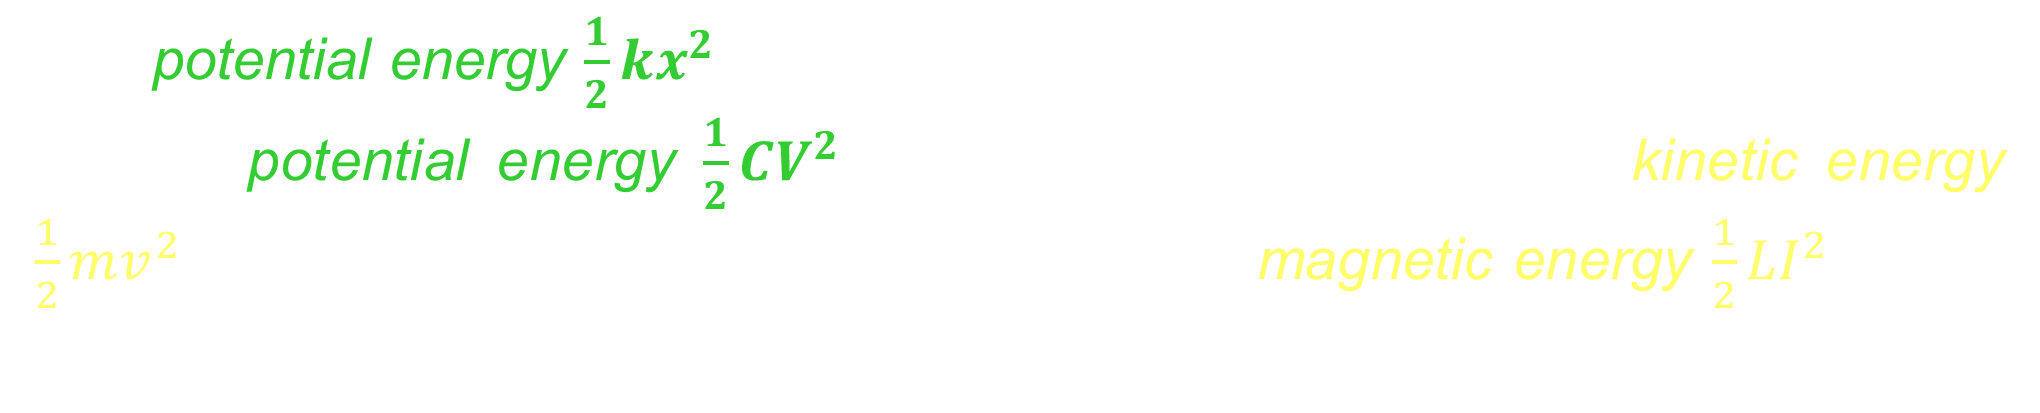 potential energy ½kx²
potential energy ½CV² kinetic energy
½mv² magnetic energy ½LI²